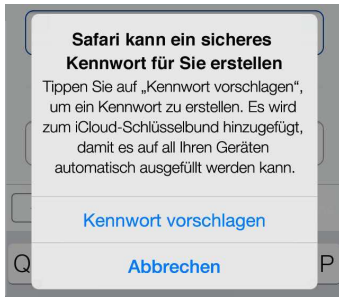 Safari kann ein sicheres
Kennwort für Sie erstellen
Tippen Sie auf „Kennwort vorschlagen“,
um ein Kennwort zu erstellen. Es wird
zum iCloud-Schlüsselbund hinzugefügt,
damit es auf all Ihren Geräten
automatisch ausgefüllt werden kann.
Kennwort vorschlagen
Q P
Abbrechen